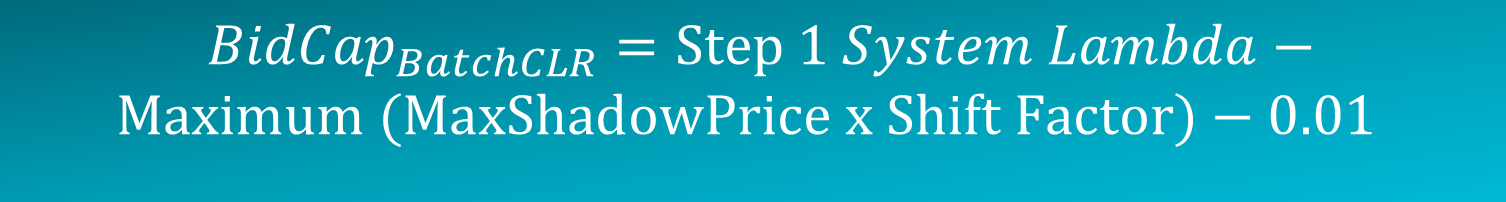 BidCap_BatchCLR = Step 1 System Lambda −
Maximum (MaxShadowPrice x Shift Factor) − 0.01